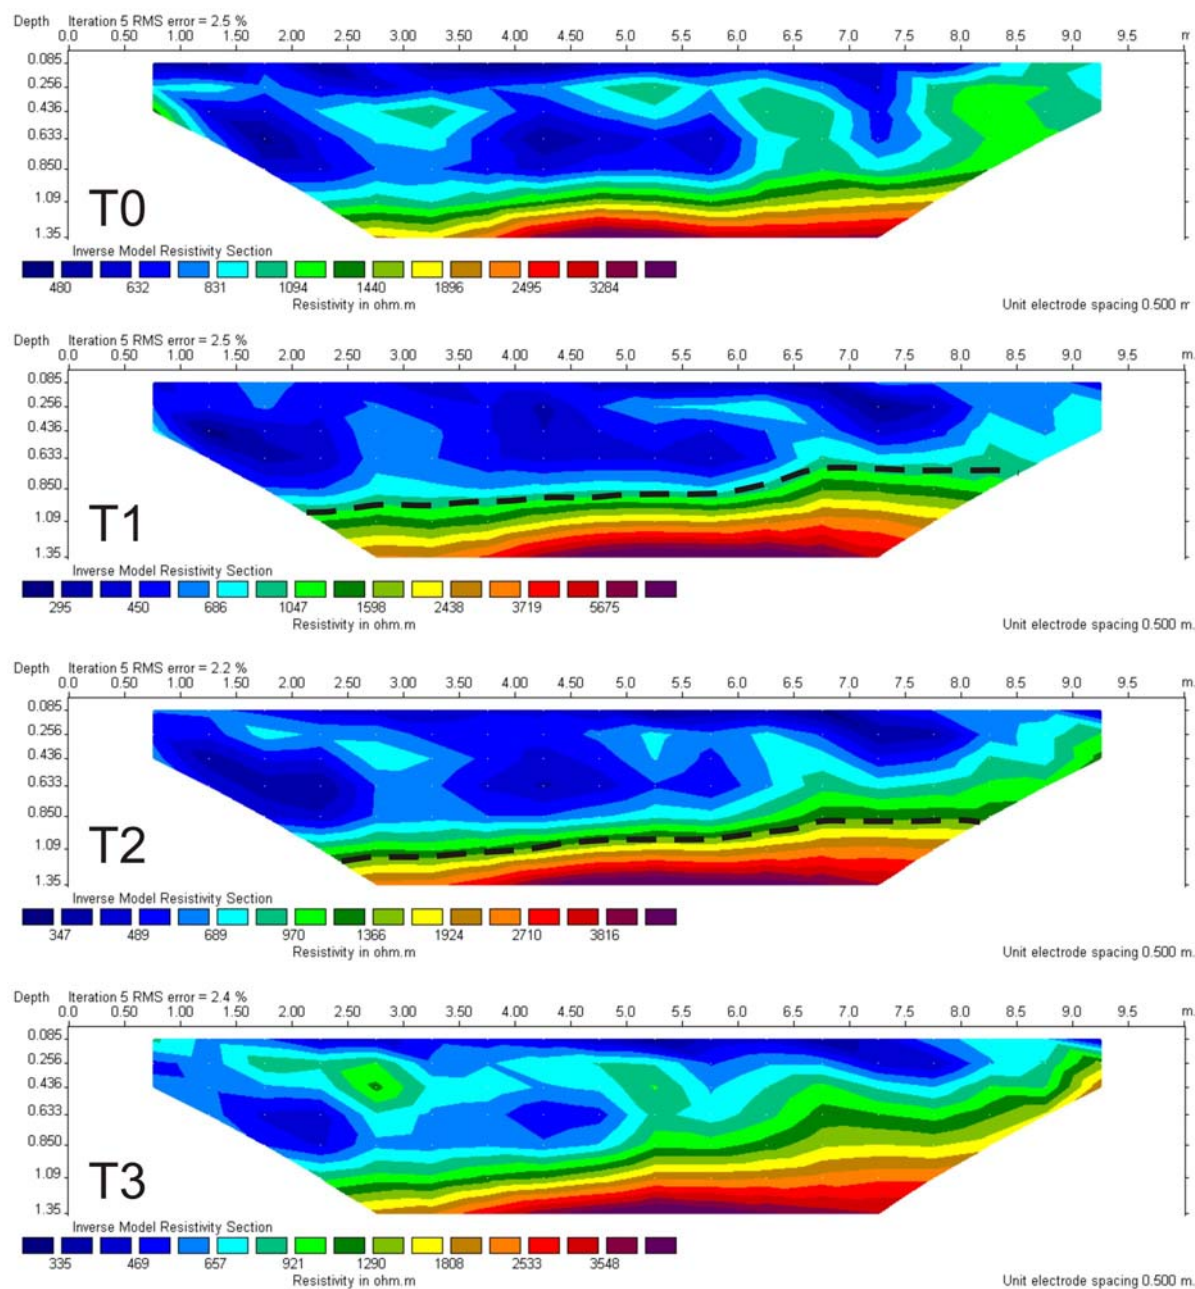 Depth Iteration 5 RMS error = 2.5 %
0.0 0.50 1.00 1.50 2.00 2.50 3.00 3.50 4.00 4.50 5.0 5.5 6.0 6.5 7.0 7.5 8.0 8.5 9.0 9.5 m
0.085
0.256
0.436
0.633
0.850
1.09
1.35
T0
Inverse Model Resistivity Section
480 632 831 1094 1440 1896 2495 3284
Resistivity in ohm.m
Unit electrode spacing 0.500 m
Depth Iteration 5 RMS error = 2.5 %
0.0 0.50 1.00 1.50 2.00 2.50 3.00 3.50 4.00 4.50 5.0 5.5 6.0 6.5 7.0 7.5 8.0 8.5 9.0 9.5 m.
0.085
0.256
0.436
0.633
0.850
1.09
1.35
T1
Inverse Model Resistivity Section
295 450 686 1047 1598 2438 3719 5675
Resistivity in ohm.m
Unit electrode spacing 0.500 m.
Depth Iteration 5 RMS error = 2.2 %
0.0 0.50 1.00 1.50 2.00 2.50 3.00 3.50 4.00 4.50 5.0 5.5 6.0 6.5 7.0 7.5 8.0 8.5 9.0 9.5 m.
0.085
0.256
0.436
0.633
0.850
1.09
1.35
T2
Inverse Model Resistivity Section
347 489 689 970 1366 1924 2710 3816
Resistivity in ohm.m
Unit electrode spacing 0.500 m.
Depth Iteration 5 RMS error = 2.4 %
0.0 0.50 1.00 1.50 2.00 2.50 3.00 3.50 4.00 4.50 5.0 5.5 6.0 6.5 7.0 7.5 8.0 8.5 9.0 9.5 m.
0.085
0.256
0.436
0.633
0.850
1.09
1.35
T3
Inverse Model Resistivity Section
335 469 657 921 1290 1808 2533 3548
Resistivity in ohm.m
Unit electrode spacing 0.500 m.